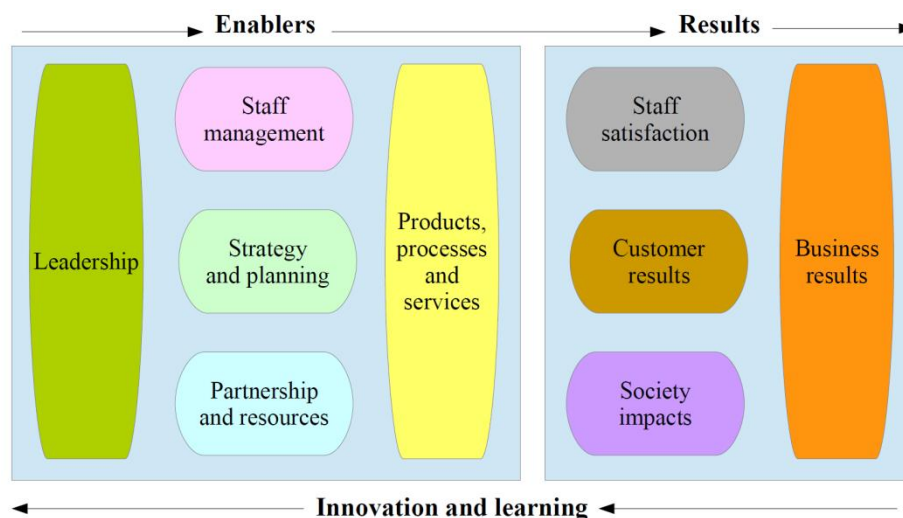 Enablers
Results
Leadership
Staff
management
Strategy
and planning
Partnership
and resources
Products,
processes
and
services
Staff
satisfaction
Customer
results
Society
impacts
Business
results
Innovation and learning